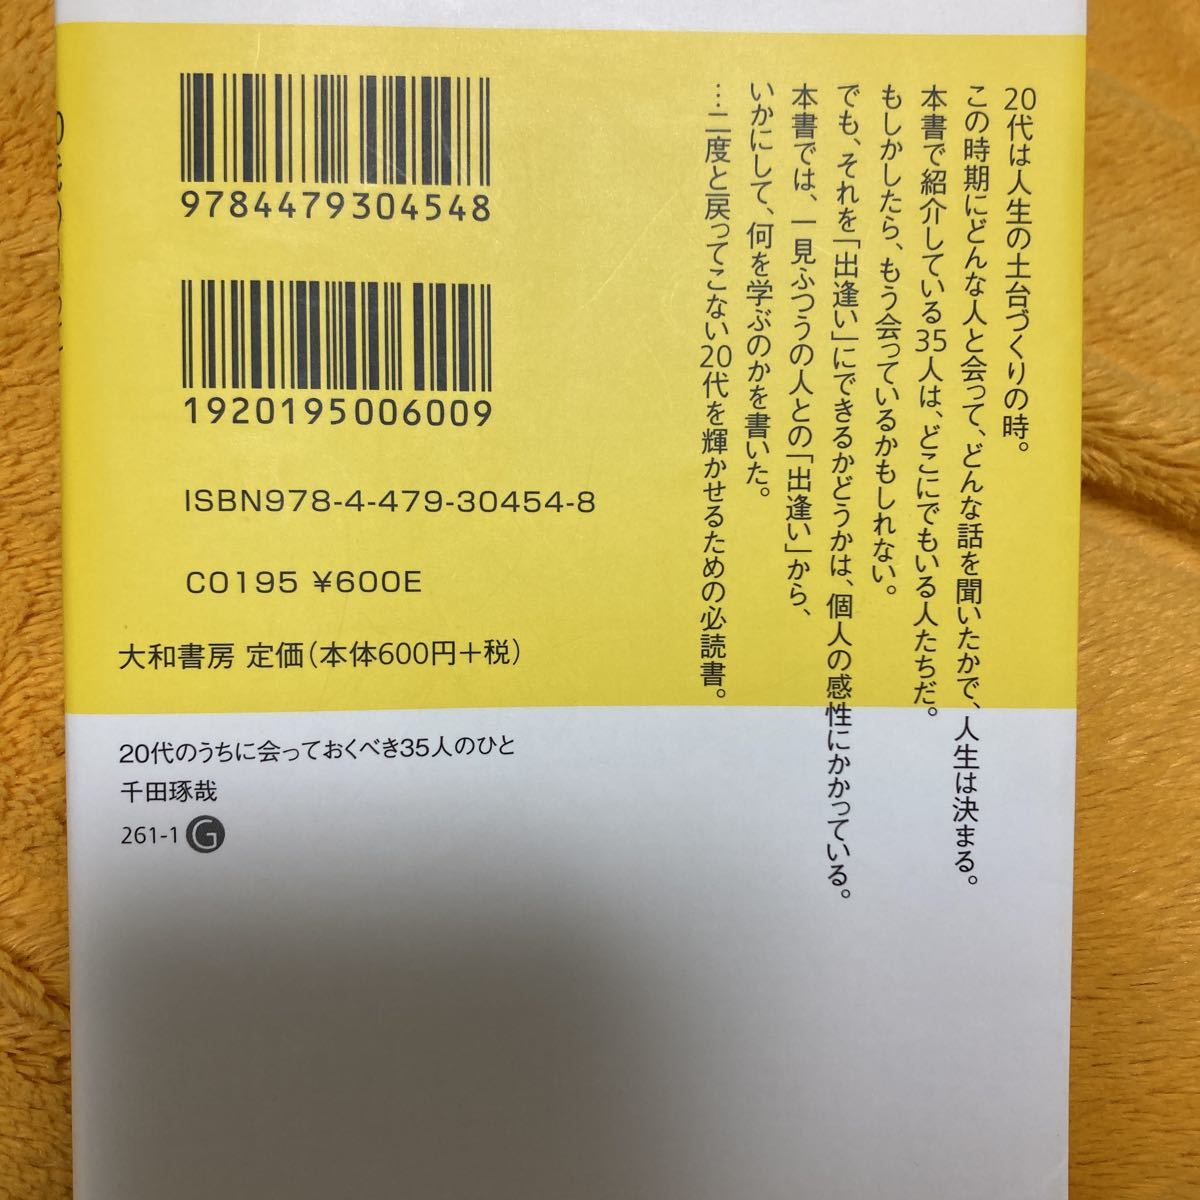 20代は人生の土台づくりの時。
この時期にどんな人と会って、どんな話を聞いたかで、人生は決まる。
本書で紹介している35人は、どこにでもいる人たちだ。
もしかしたら、もう会っているかもしれない。
でも、それを「出逢い」にできるかどうかは、個人の感性にかかっている。
本書では、一見ふつうの人との「出逢い」から、
いかにして、何を学ぶのかを書いた。
…二度と戻ってこない20代を輝かせるための必読書。
9784479304548
1920195006009
ISBN978-4-479-30454-8
C0195 ¥600E
大和書房 定価(本体600円+税)
20代のうちに会っておくべき35人のひと
千田琢哉
261-1 G